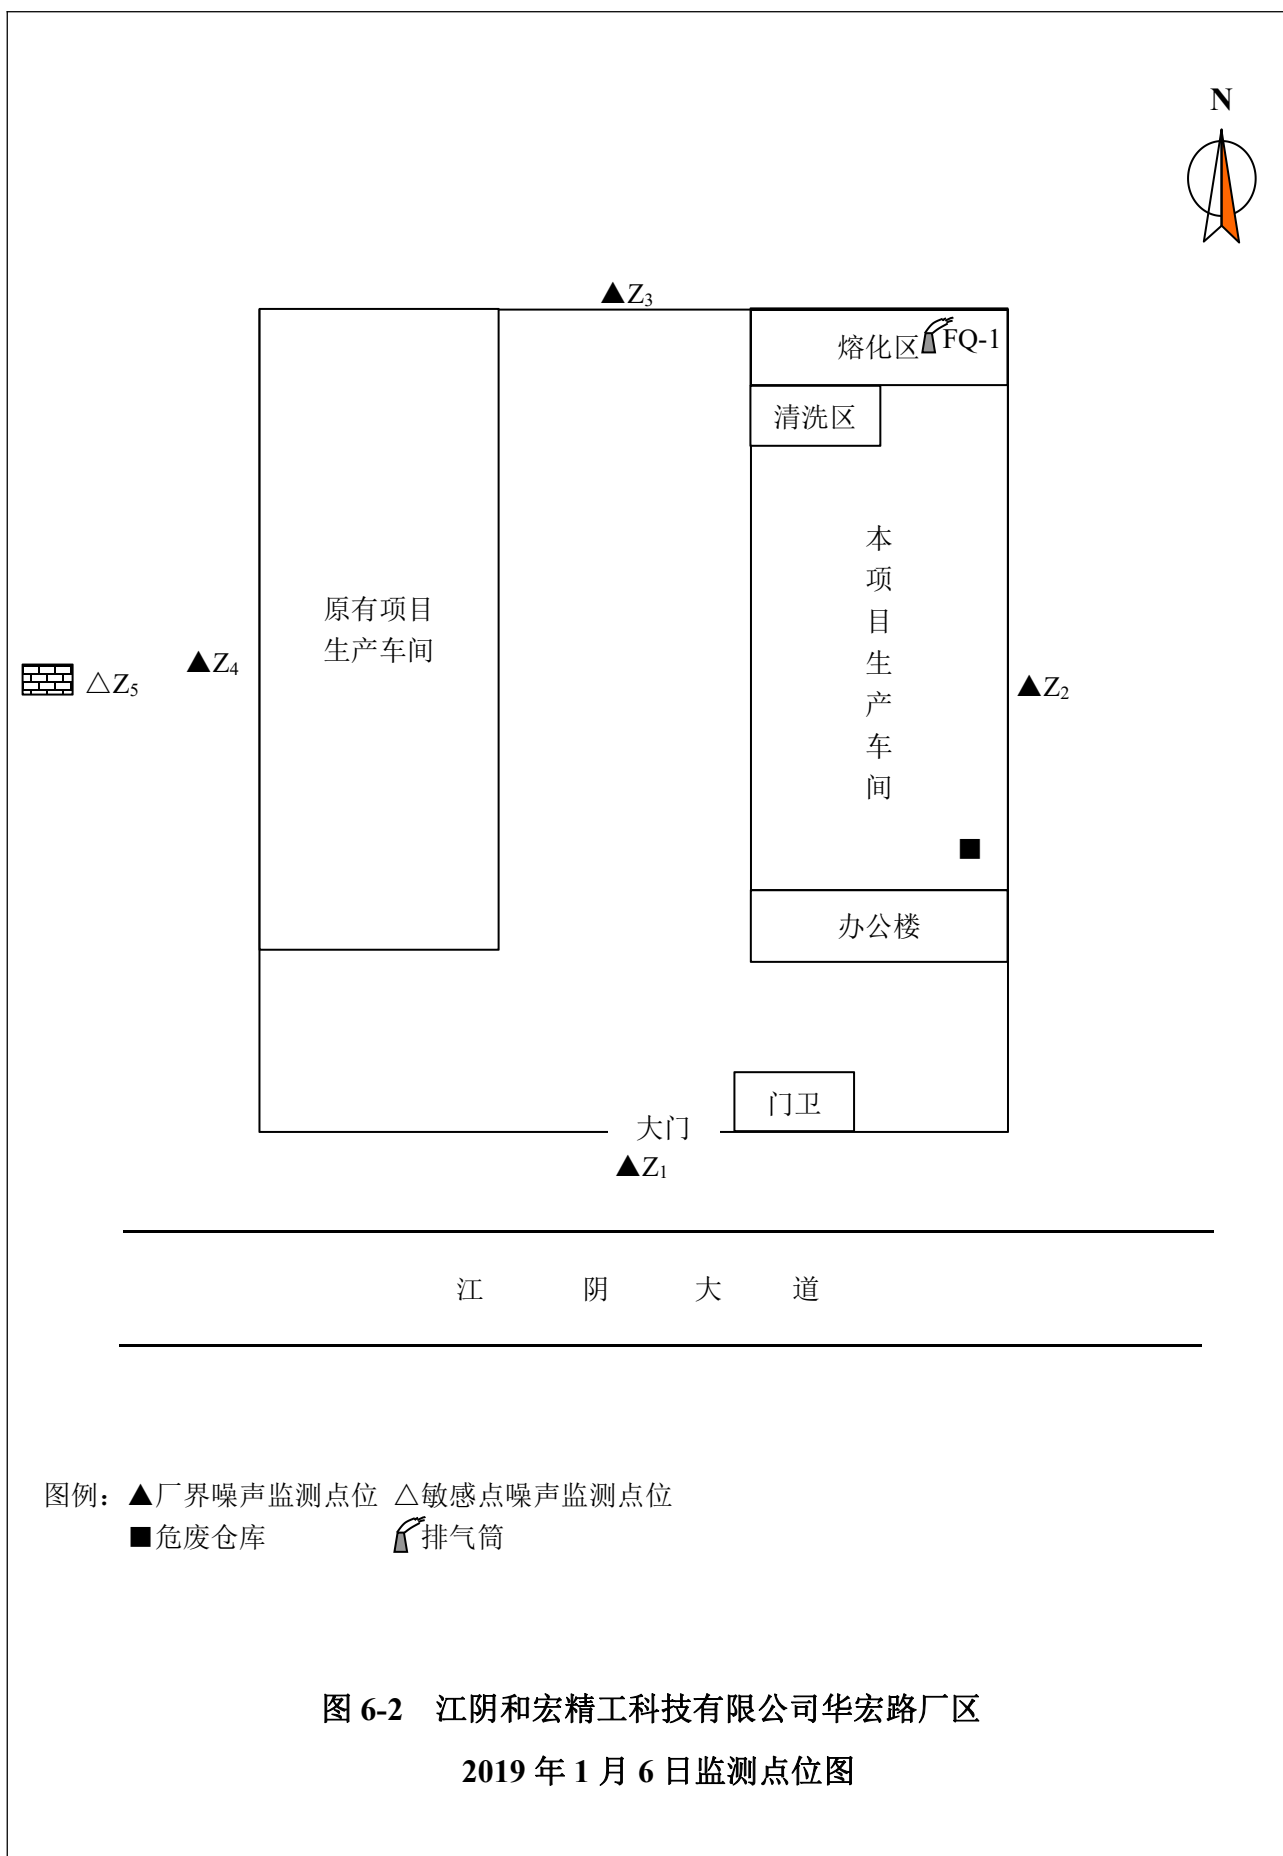 N
▲Z₃
熔化区 FQ-1
清洗区
本项目生产车间
原有项目
生产车间
▲Z₄
△Z₅
▲Z₂
办公楼
门卫
大门
▲Z₁
江 阴 大 道
图例：▲厂界噪声监测点位 △敏感点噪声监测点位
■危废仓库 排气筒
图 6-2 江阴和宏精工科技有限公司华宏路厂区
2019 年 1 月 6 日监测点位图